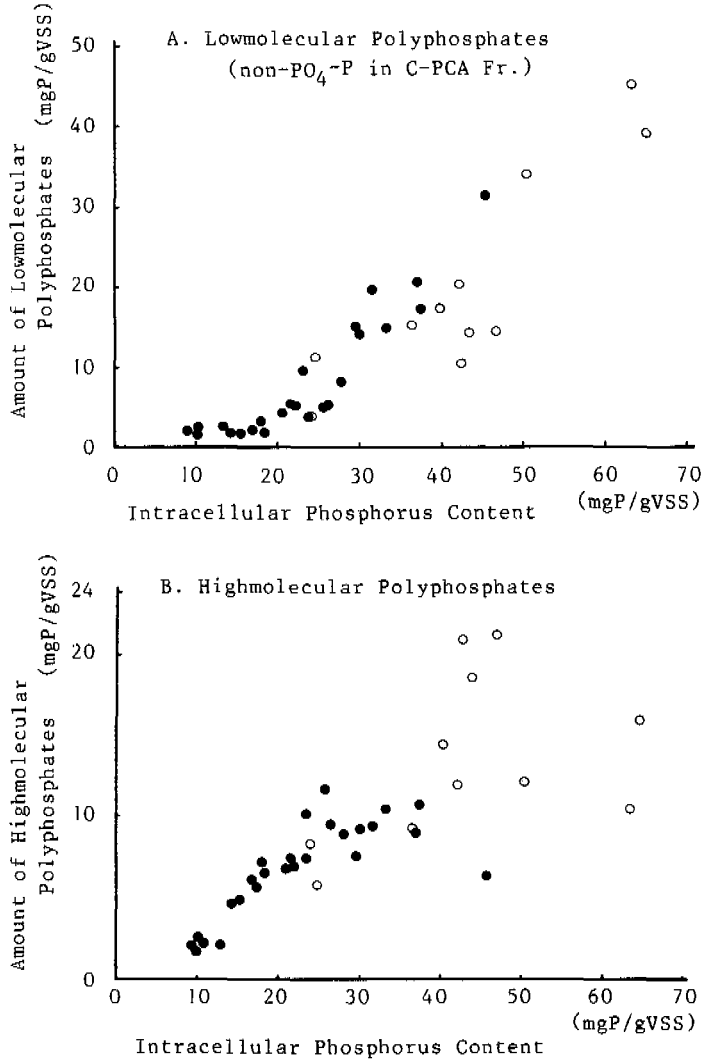 A. Lowmolecular Polyphosphates
(non-PO4-P in C-PCA Fr.)
Amount of Lowmolecular
Polyphosphates (mgP/gVSS)
50
40
30
20
10
0
0 10 20 30 40 50 60 70
Intracellular Phosphorus Content (mgP/gVSS)
B. Highmolecular Polyphosphates
Amount of Highmolecular
Polyphosphates (mgP/gVSS)
24
20
10
0
0 10 20 30 40 50 60 70
(mgP/gVSS)
Intracellular Phosphorus Content